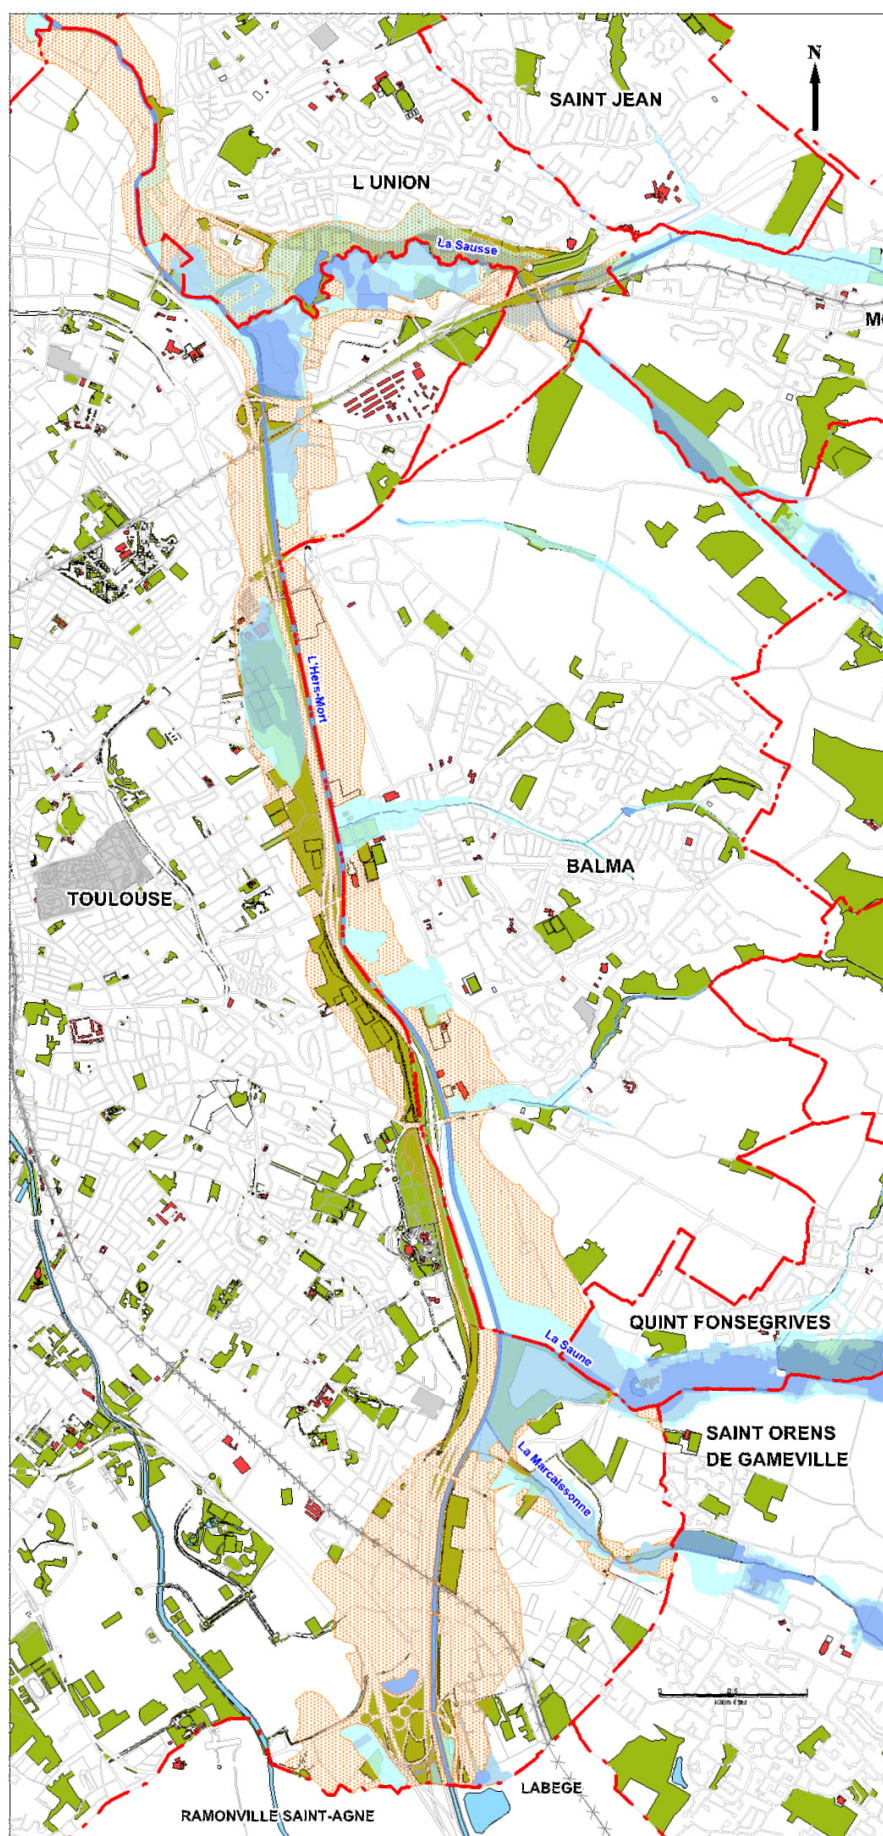 N
SAINT JEAN
L UNION
La Sausse
L'Hers-Mort
BALMA
TOULOUSE
QUINT FONSEGRIVES
La Saune
SAINT ORENS
DE GAMEVILLE
La Marcaissonne
LABEGE
RAMONVILLE SAINT-AGNE